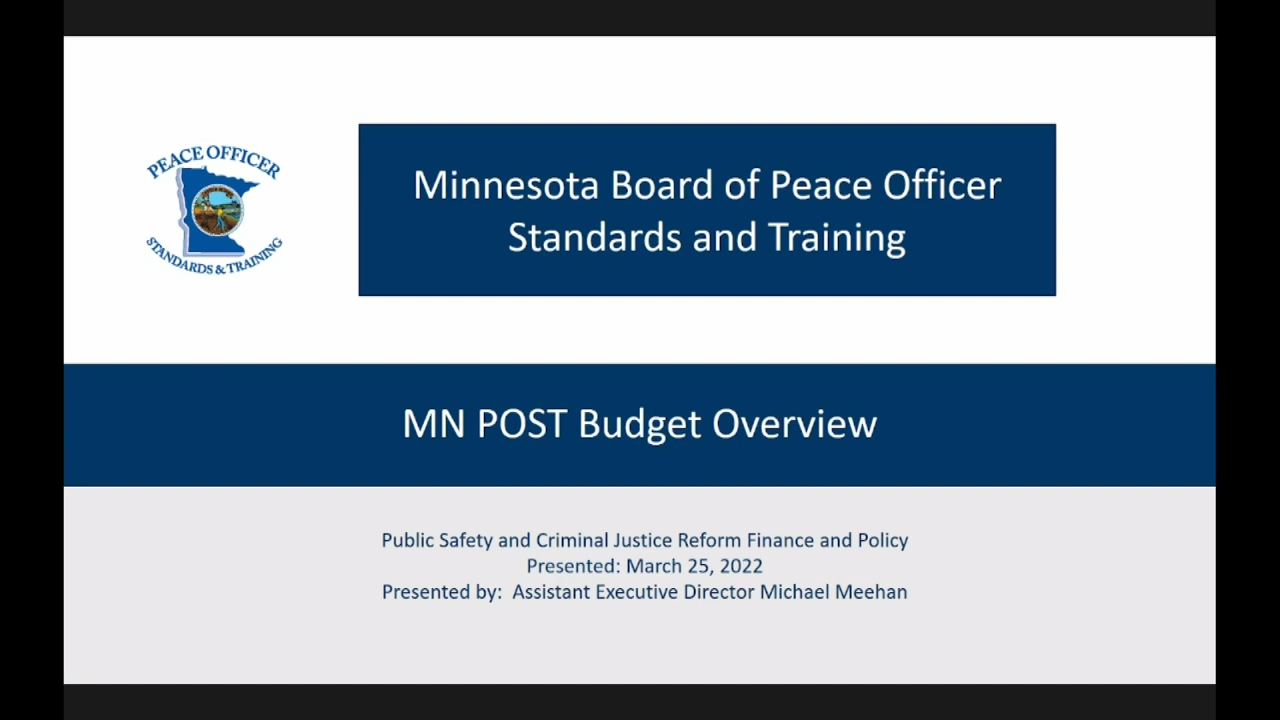 PEACE OFFICER
STANDARDS & TRAINING
Minnesota Board of Peace Officer
Standards and Training
MN POST Budget Overview
Public Safety and Criminal Justice Reform Finance and Policy
Presented: March 25, 2022
Presented by: Assistant Executive Director Michael Meehan